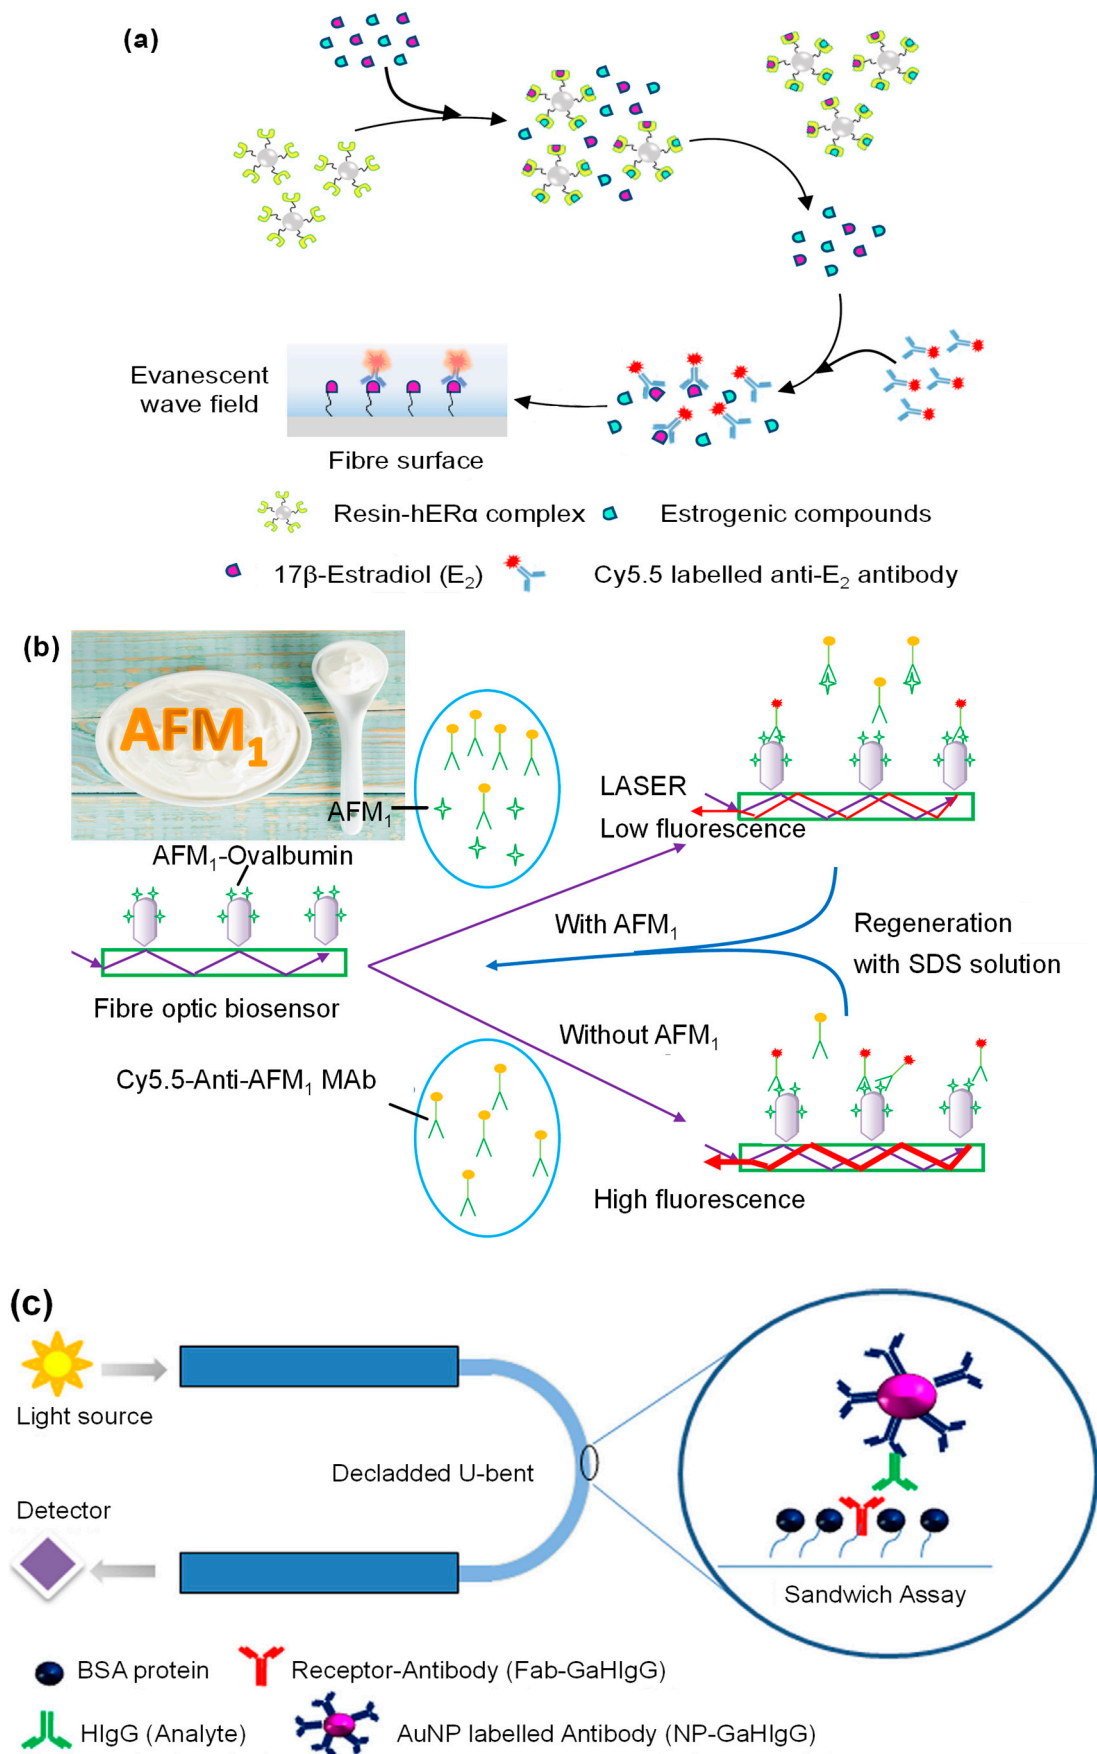 (a)
Evanescent
wave field
Fibre surface
Resin-hERα complex
Estrogenic compounds
17β-Estradiol (E₂)
Cy5.5 labelled anti-E₂ antibody
(b)
AFM₁
AFM₁
AFM₁-Ovalbumin
LASER
Low fluorescence
With AFM₁
Regeneration
with SDS solution
Fibre optic biosensor
Without AFM₁
Cy5.5-Anti-AFM₁ MAb
High fluorescence
(c)
Light source
Decladded U-bent
Detector
Sandwich Assay
BSA protein
Receptor-Antibody (Fab-GaHIgG)
HIgG (Analyte)
AuNP labelled Antibody (NP-GaHIgG)